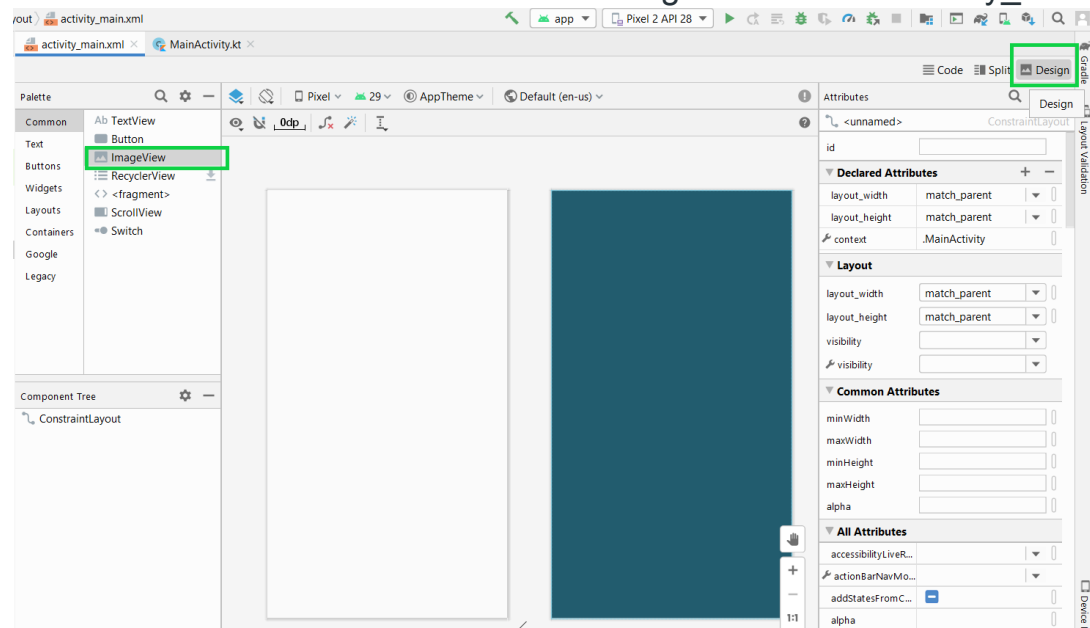 yout activity_main.xml app Pixel 2 API 28
activity_main.xml MainActivity.kt
Code Split Design
Palette Pixel 29 AppTheme Default (en-us) Attributes
Design
Common Ab TextView 0dp <unnamed> ConstraintLayout
Text Button
Buttons ImageView
Widgets RecyclerView
Layouts <fragment>
Containers ScrollView
Google Switch
Legacy
id
Declared Attributes
layout_width match_parent
layout_height match_parent
context .MainActivity
Layout
layout_width match_parent
layout_height match_parent
visibility
visibility
Component Tree
ConstraintLayout
Common Attributes
minWidth
maxWidth
minHeight
maxHeight
alpha
All Attributes
accessibilityLiveR...
actionBarNavMo...
addStatesFromC...
alpha
1:1
Gradle
Layout Validation